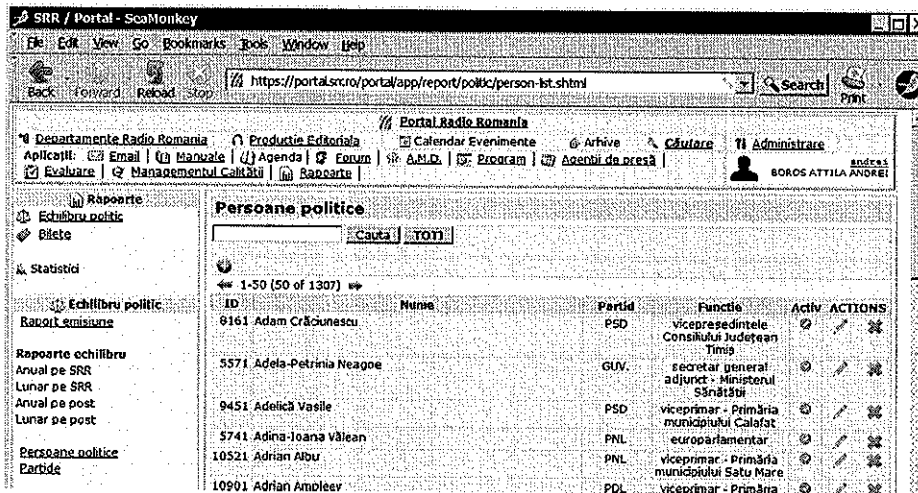 SRR / Portal - SeaMonkey
File Edit View Go Bookmarks Tools Window Help
Back Forward Reload Stop https://portal.srr.ro/portal/app/report/politic/person-list.shtml Search Print
Portal Radio Romania
Departamente Radio Romania Productie Editoriala Calendar Evenimente Arhive Căutare Administrare
Aplicații: Email | Manuale | Agenda | Forum | A.M.D. | Program | Agentii de presă |
Evaluare | Managementul Calității | Rapoarte |
andrei
BOROS ATTILA ANDREI
Rapoarte
Echilibru politic
Bilete
Statistici
Echilibru politic
Raport emisiune
Rapoarte echilibru
Anual pe SRR
Lunar pe SRR
Anual pe post
Lunar pe post
Persoane politice
Partide
Persoane politice
Cauta TOTI
1-50 (50 of 1307)
ID Nume Partid Functie Activ ACTIONS
8161 Adam Crăciunescu PSD vicepresedintele
Consiliului Județean
Timiș
5571 Adela-Petrinia Neagoe GUV. secretar general
adjunct - Ministerul
Sănătății
9451 Adelică Vasile PSD viceprimar - Primăria
municipiului Calafat
5741 Adina-Ioana Vălean PNL europarlamentar
10521 Adrian Albu PNL viceprimar - Primăria
municipiului Satu Mare
10901 Adrian Ampleev PDL viceprimar - Primăria